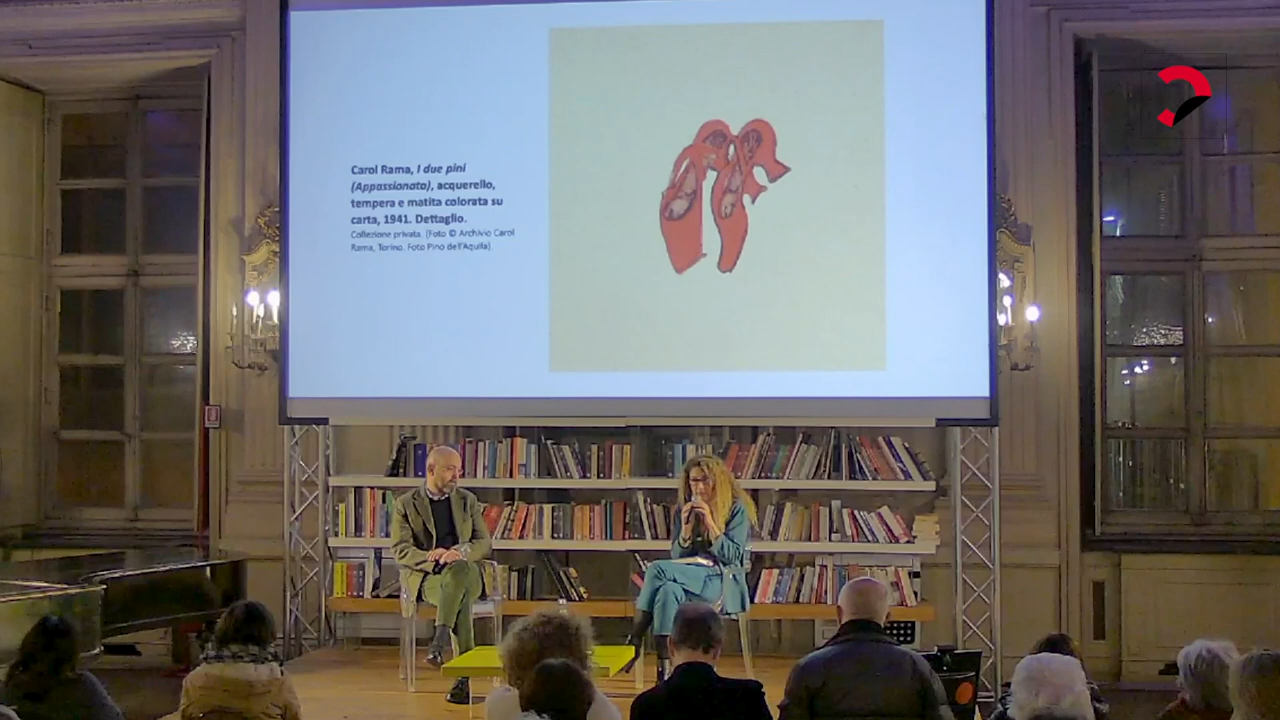 Carol Rama, I due pini
(Appassionato), acquerello,
tempera e matita colorata su
carta, 1941. Dettaglio.
Collezione privata. (Foto © Archivio Carol
Rama, Torino. Foto Pino dell'Aquila).